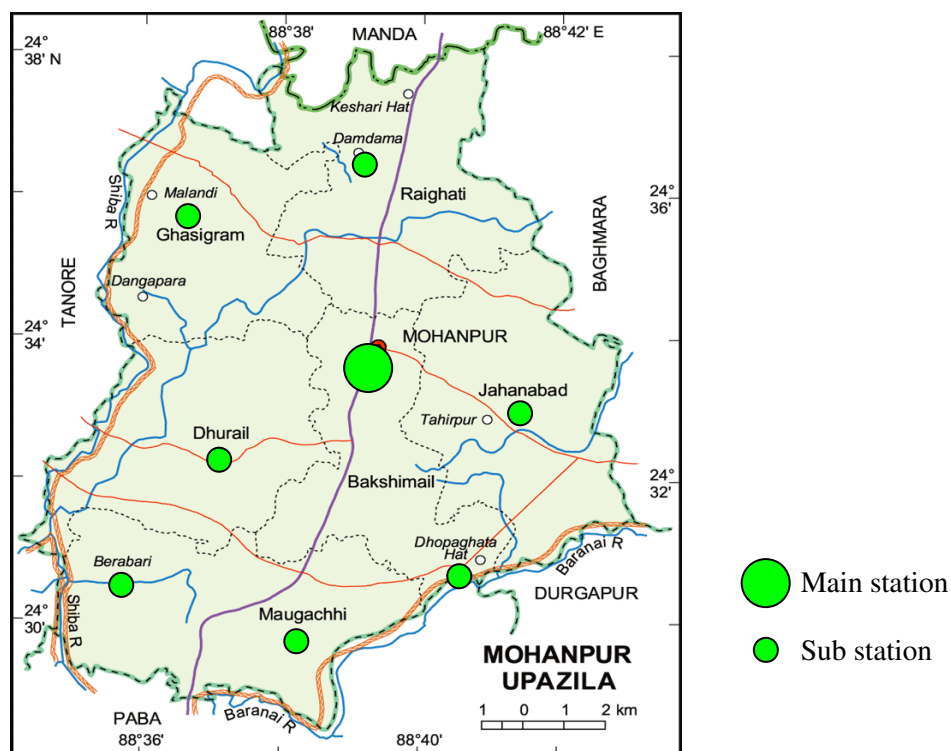 88°38'
88°42' E
MANDA
24°
38' N
Keshari Hat
Damdama
Shiba R
Malandi
Raighati
24°
36'
Ghasigram
BAGHMARA
TANORE
Dangapara
24°
34'
MOHANPUR
Jahanabad
Tahirpur
Dhurail
24°
32'
Bakshimail
Dhopaghata
Hat
Baranai R
Berabari
Main station
DURGAPUR
Shiba R
24°
30'
Maugachhi
Sub station
MOHANPUR
UPAZILA
PABA
Baranai R
1 0 1 2 km
88°36'
88°40'